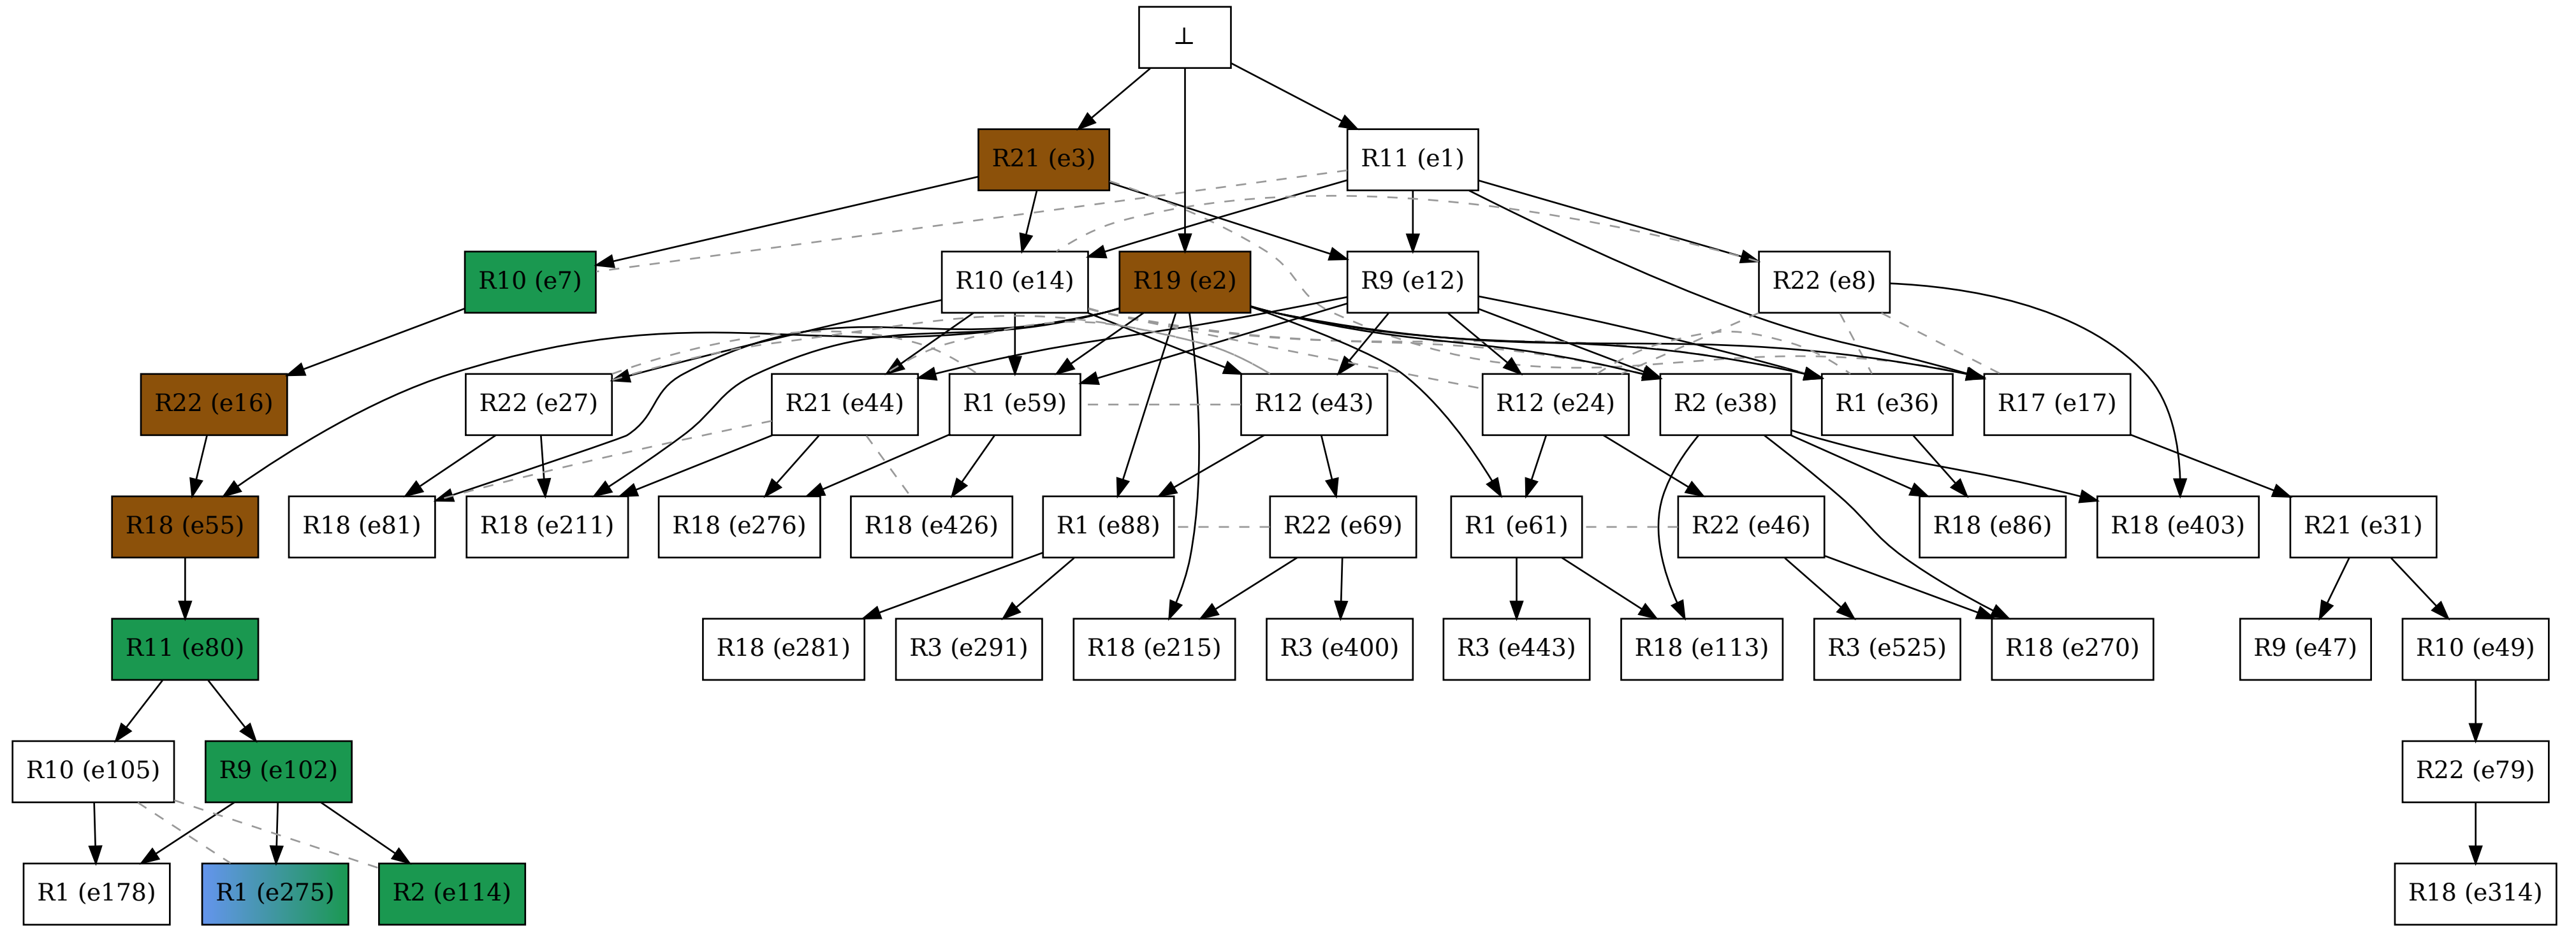 ⊥
R21 (e3)
R11 (e1)
R10 (e7)
R10 (e14)
R19 (e2)
R9 (e12)
R22 (e8)
R22 (e16)
R22 (e27)
R21 (e44)
R1 (e59)
R12 (e43)
R12 (e24)
R2 (e38)
R1 (e36)
R17 (e17)
R18 (e55)
R18 (e81)
R18 (e211)
R18 (e276)
R18 (e426)
R1 (e88)
R22 (e69)
R1 (e61)
R22 (e46)
R18 (e86)
R18 (e403)
R21 (e31)
R11 (e80)
R18 (e281)
R3 (e291)
R18 (e215)
R3 (e400)
R3 (e443)
R18 (e113)
R3 (e525)
R18 (e270)
R9 (e47)
R10 (e49)
R10 (e105)
R9 (e102)
R22 (e79)
R1 (e178)
R1 (e275)
R2 (e114)
R18 (e314)